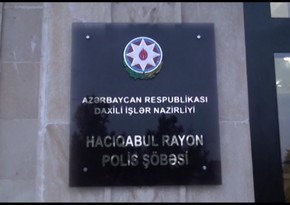 AZƏRBAYCAN RESPUBLİKASI
DAXİLİ İŞLƏR NAZİRLİYİ
HACIQABUL RAYON
POLİS ŞÖBƏSİ